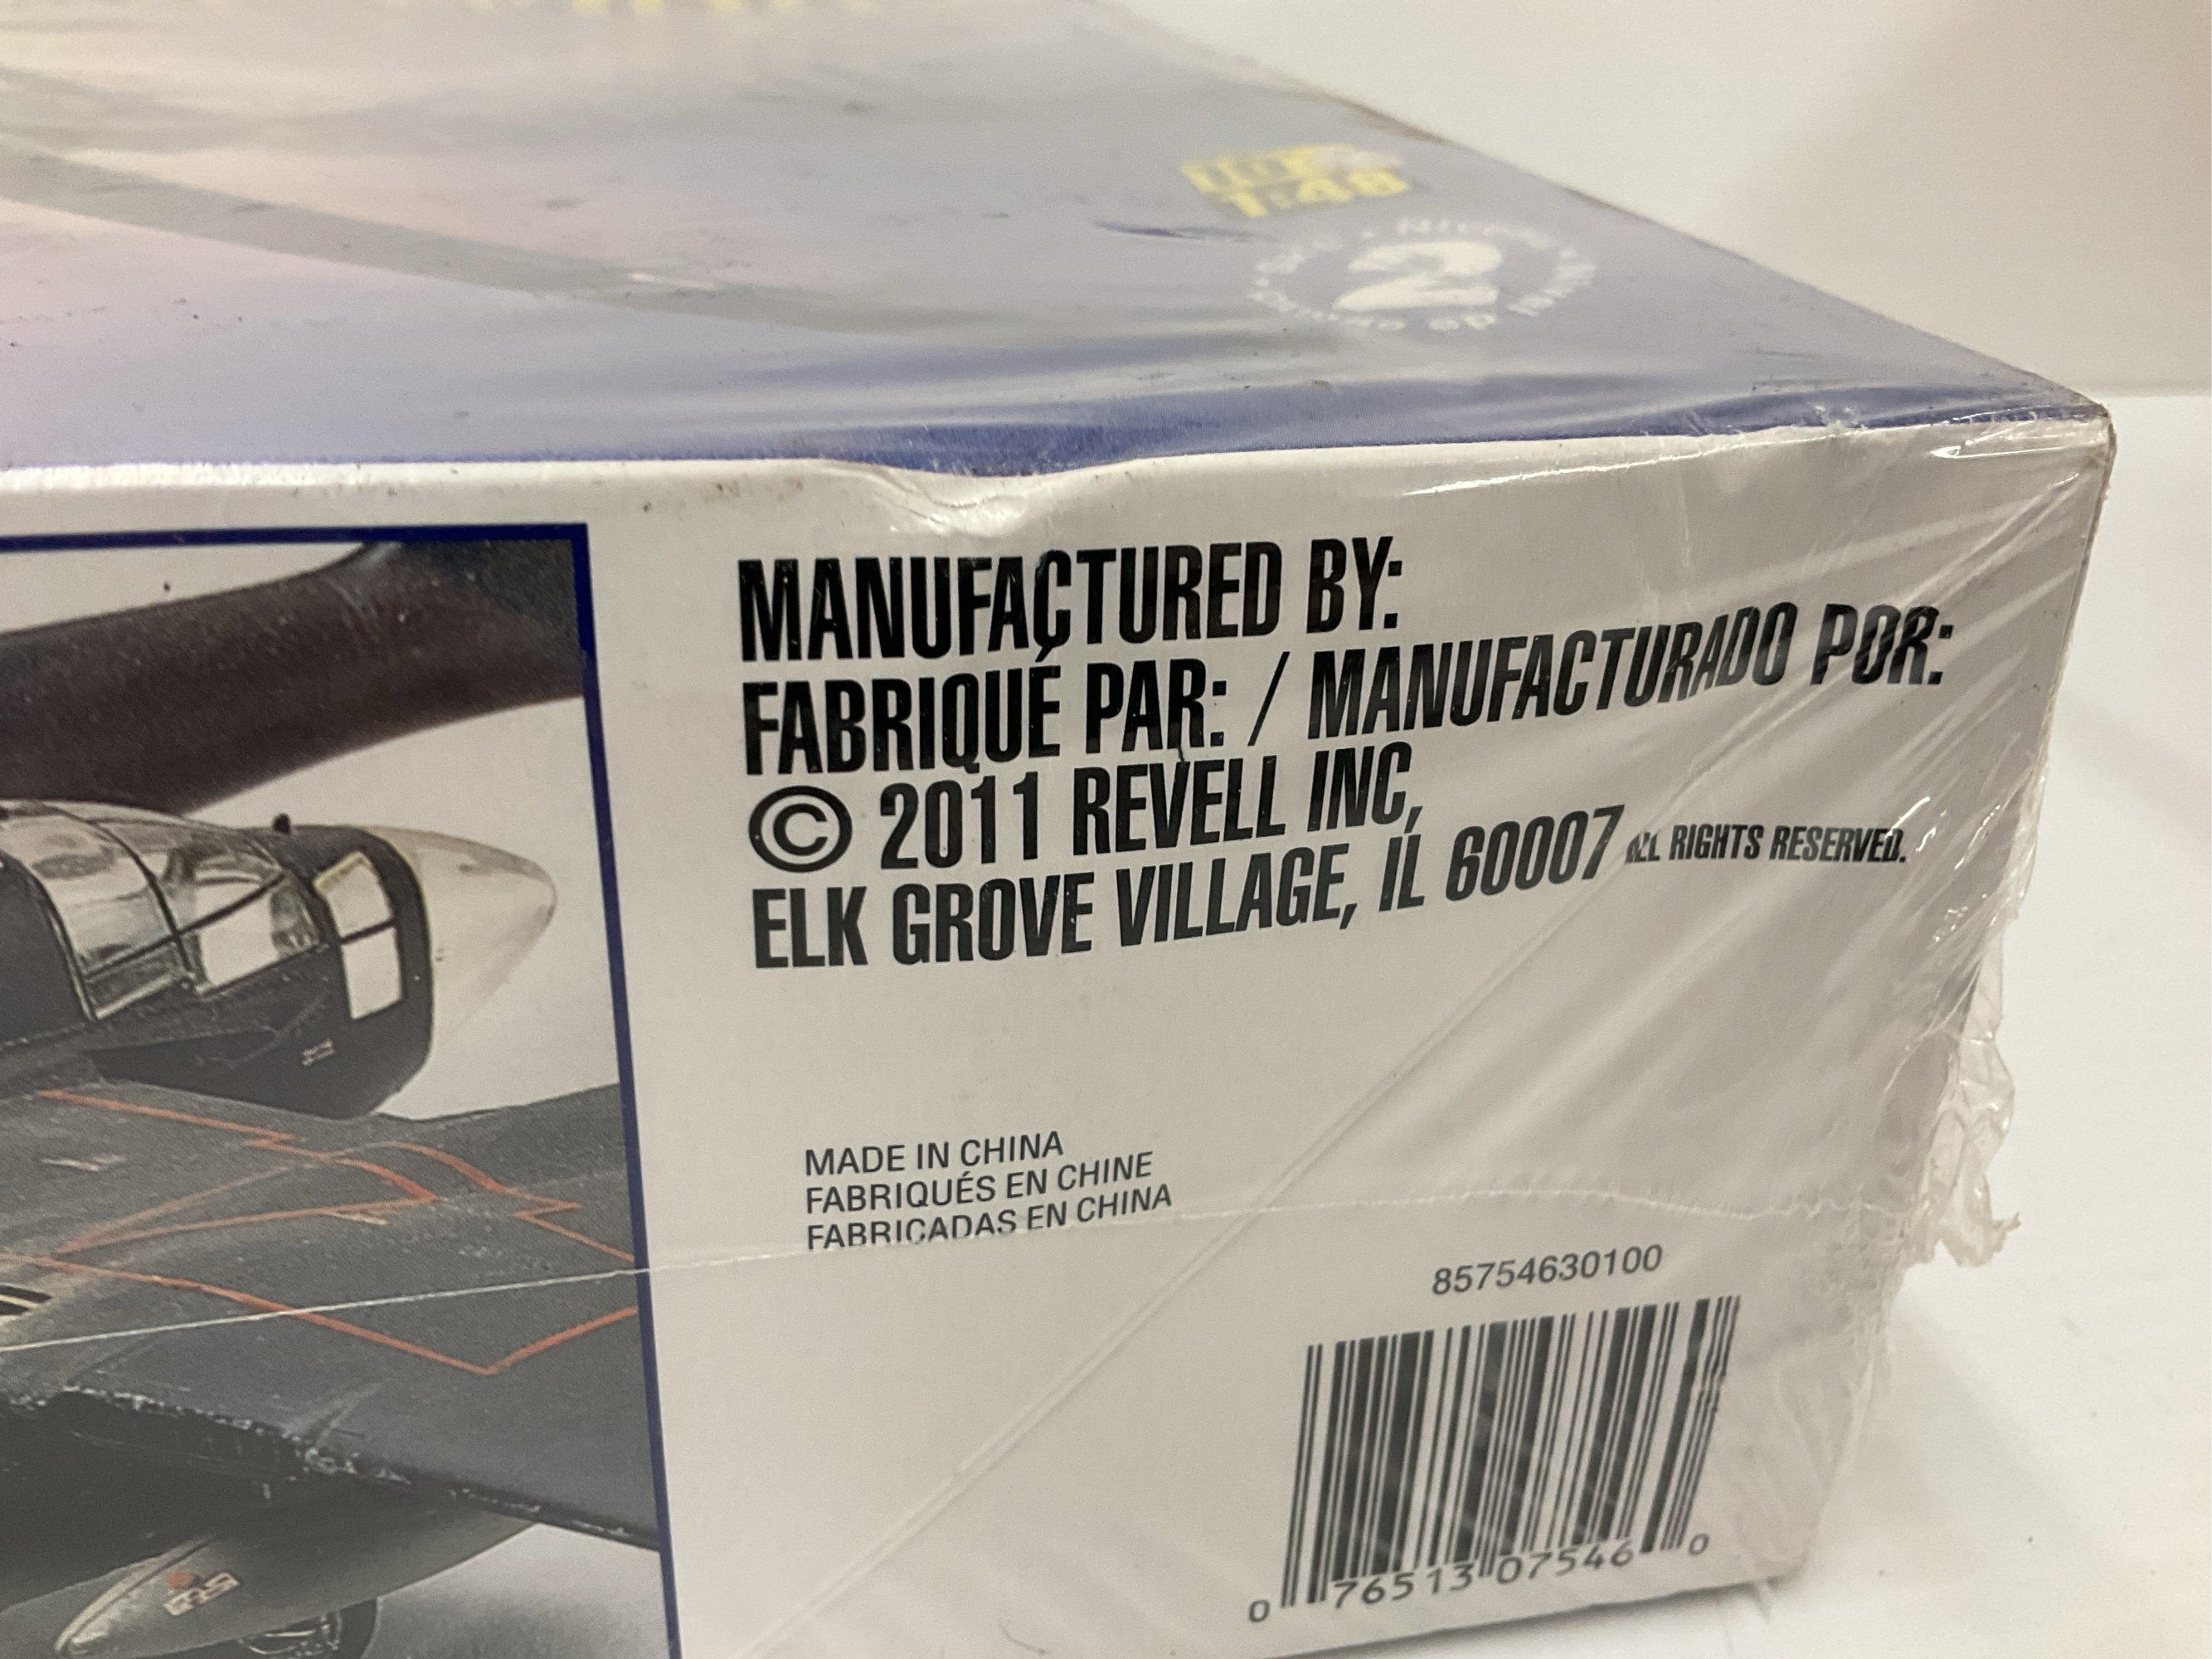 1:48
2
MANUFACTURED BY:
FABRIQUÉ PAR: / MANUFACTURADO POR:
© 2011 REVELL INC,
ELK GROVE VILLAGE, IL 60007 ALL RIGHTS RESERVED.
MADE IN CHINA
FABRIQUÉS EN CHINE
FABRICADAS EN CHINA
85754630100
0 76513 07546 0